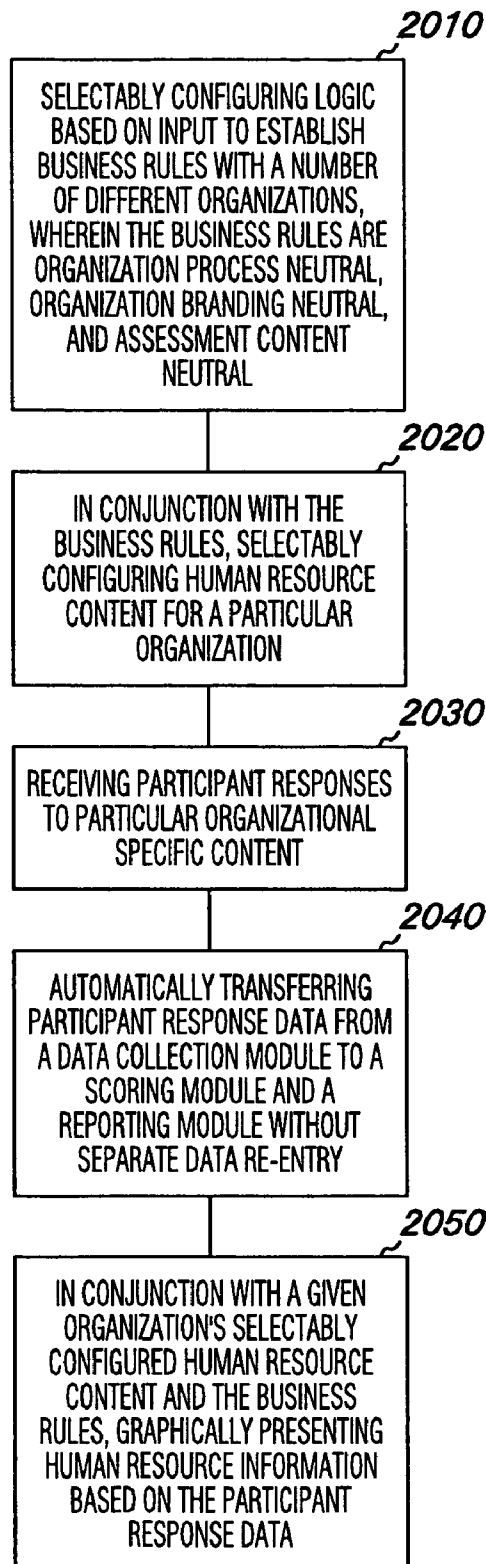 2010
SELECTABLY CONFIGURING LOGIC
BASED ON INPUT TO ESTABLISH
BUSINESS RULES WITH A NUMBER
OF DIFFERENT ORGANIZATIONS,
WHEREIN THE BUSINESS RULES ARE
ORGANIZATION PROCESS NEUTRAL,
ORGANIZATION BRANDING NEUTRAL,
AND ASSESSMENT CONTENT
NEUTRAL
2020
IN CONJUNCTION WITH THE
BUSINESS RULES, SELECTABLY
CONFIGURING HUMAN RESOURCE
CONTENT FOR A PARTICULAR
ORGANIZATION
2030
RECEIVING PARTICIPANT RESPONSES
TO PARTICULAR ORGANIZATIONAL
SPECIFIC CONTENT
2040
AUTOMATICALLY TRANSFERRING
PARTICIPANT RESPONSE DATA FROM
A DATA COLLECTION MODULE TO A
SCORING MODULE AND A
REPORTING MODULE WITHOUT
SEPARATE DATA RE-ENTRY
2050
IN CONJUNCTION WITH A GIVEN
ORGANIZATION'S SELECTABLY
CONFIGURED HUMAN RESOURCE
CONTENT AND THE BUSINESS
RULES, GRAPHICALLY PRESENTING
HUMAN RESOURCE INFORMATION
BASED ON THE PARTICIPANT
RESPONSE DATA